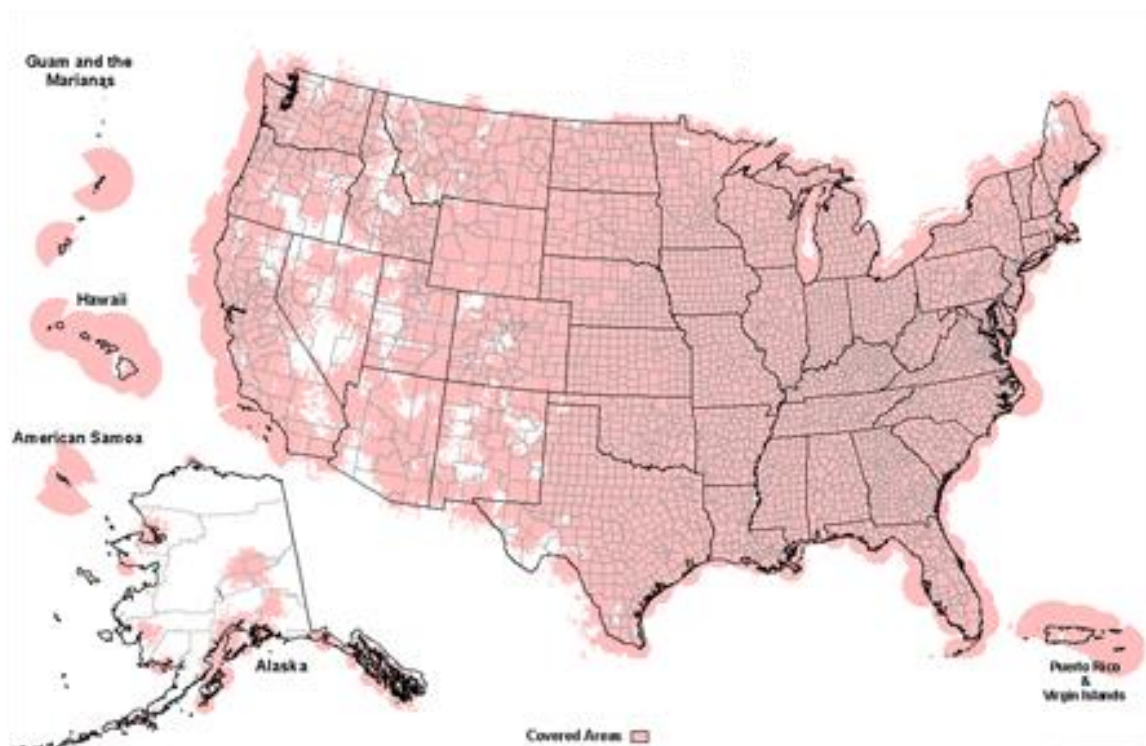 Guam and the
Marianas
Hawaii
American Samoa
Alaska
Puerto Rico
&
Virgin Islands
Covered Areas